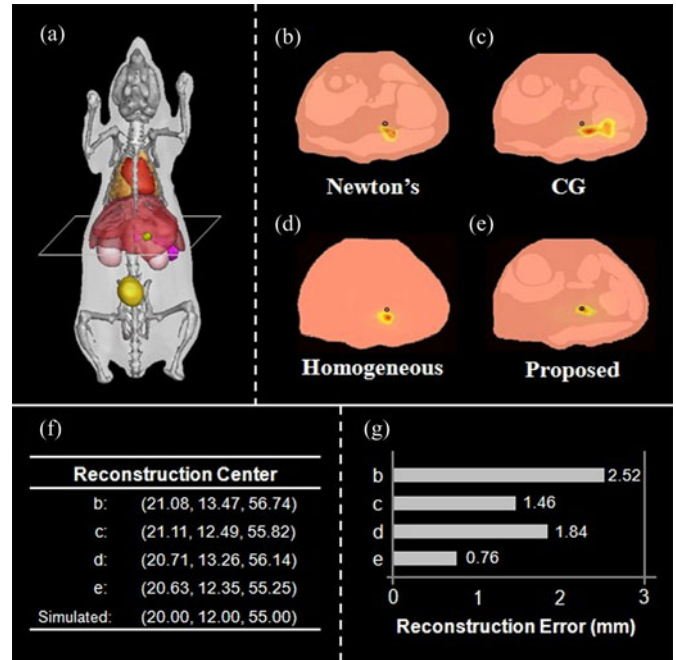 (a)
(b)
(c)
Newton's
CG
(d)
(e)
Homogeneous
Proposed
(f)
Reconstruction Center
b: (21.08, 13.47, 56.74)
c: (21.11, 12.49, 55.82)
d: (20.71, 13.26, 56.14)
e: (20.63, 12.35, 55.25)
Simulated: (20.00, 12.00, 55.00)
(g)
b 2.52
c 1.46
d 1.84
e 0.76
0 1 2 3
Reconstruction Error (mm)